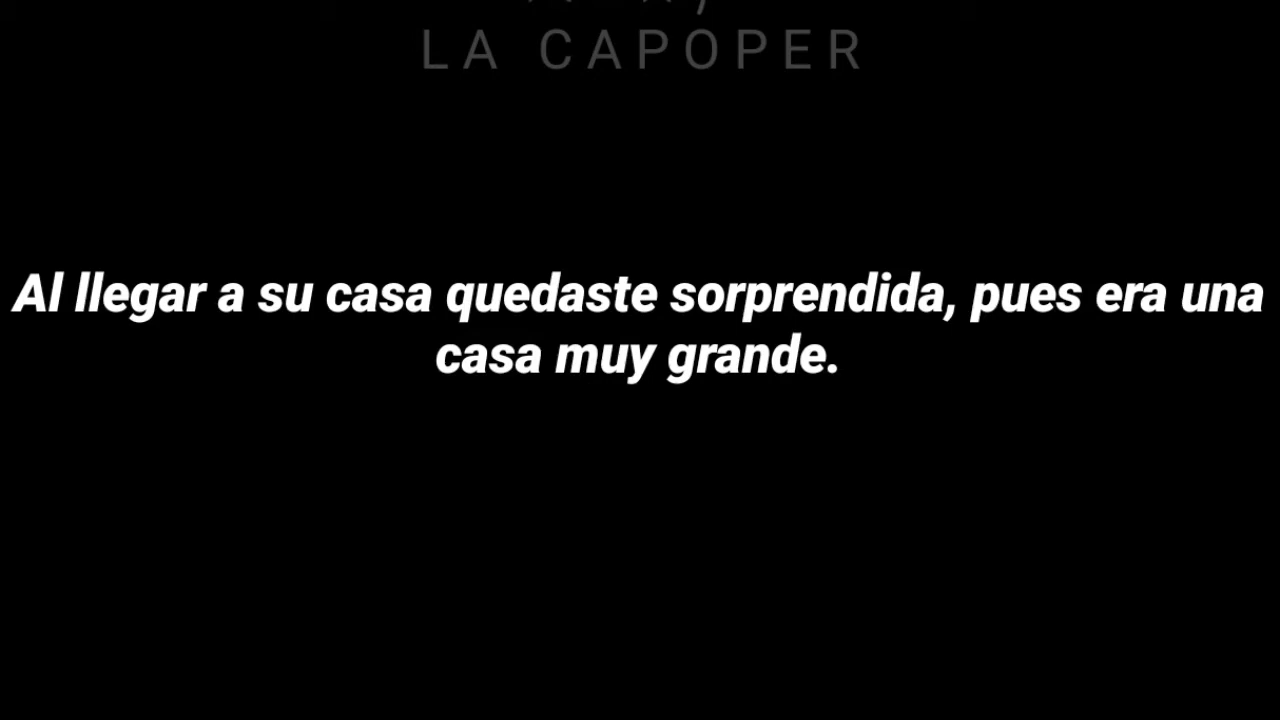 LA CAPOPER
Al llegar a su casa quedaste sorprendida, pues era una
casa muy grande.